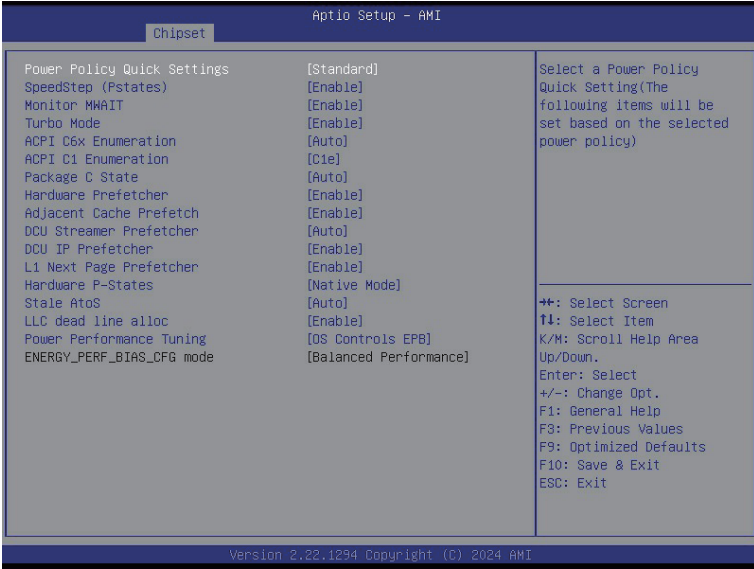 Aptio Setup – AMI
Chipset
Power Policy Quick Settings [Standard]
SpeedStep (Pstates) [Enable]
Monitor MWAIT [Enable]
Turbo Mode [Enable]
ACPI C6x Enumeration [Auto]
ACPI C1 Enumeration [C1e]
Package C State [Auto]
Hardware Prefetcher [Enable]
Adjacent Cache Prefetch [Enable]
DCU Streamer Prefetcher [Auto]
DCU IP Prefetcher [Enable]
L1 Next Page Prefetcher [Enable]
Hardware P-States [Native Mode]
Stale AtoS [Auto]
LLC dead line alloc [Enable]
Power Performance Tuning [OS Controls EPB]
ENERGY_PERF_BIAS_CFG mode [Balanced Performance]
Select a Power Policy
Quick Setting(The
following items will be
set based on the selected
power policy)
→←: Select Screen
↑↓: Select Item
K/M: Scroll Help Area
Up/Down.
Enter: Select
+/-: Change Opt.
F1: General Help
F3: Previous Values
F9: Optimized Defaults
F10: Save & Exit
ESC: Exit
Version 2.22.1294 Copyright (C) 2024 AMI